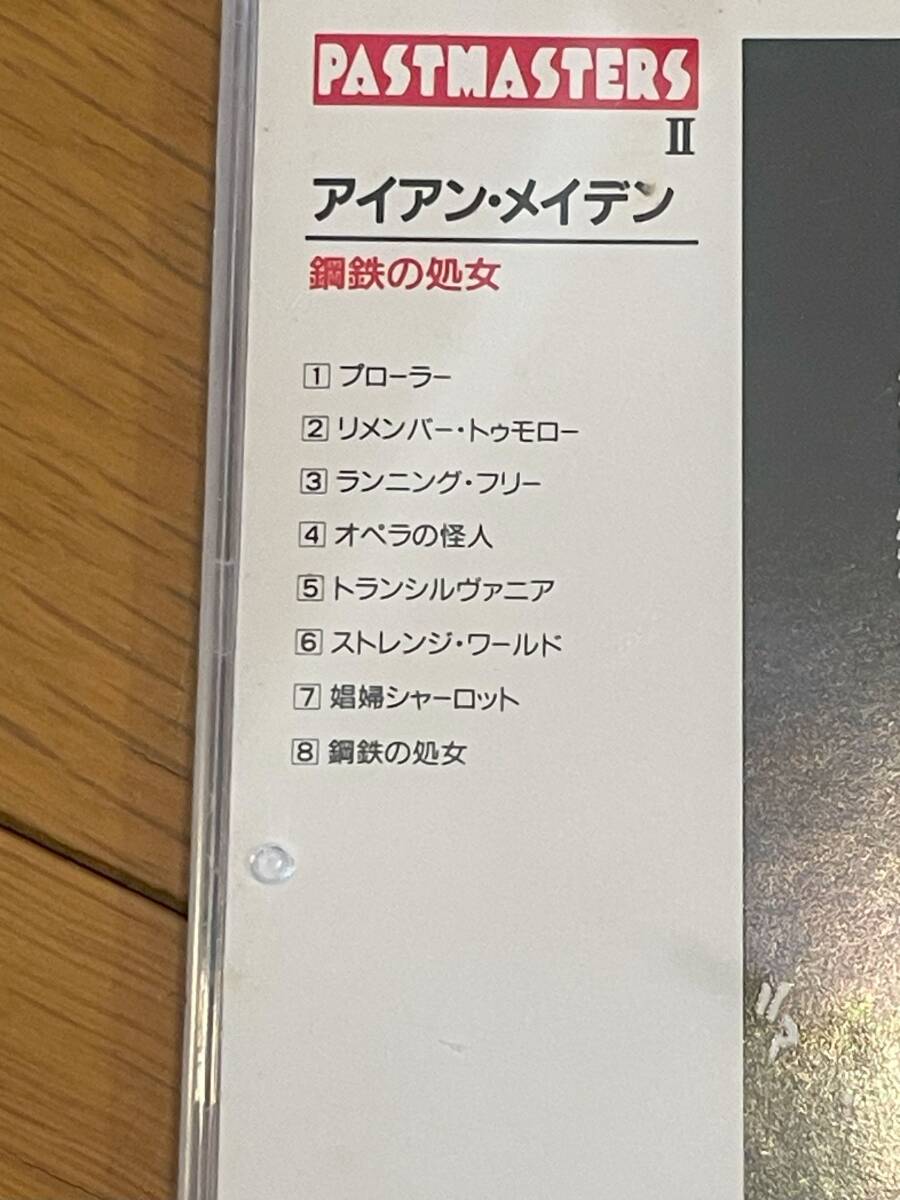 PASTMASTERS
II
アイアン・メイデン
鋼鉄の処女
1 プローラー
2 リメンバー・トゥモロー
3 ランニング・フリー
4 オペラの怪人
5 トランシルヴァニア
6 ストレンジ・ワールド
7 娼婦シャーロット
8 鋼鉄の処女